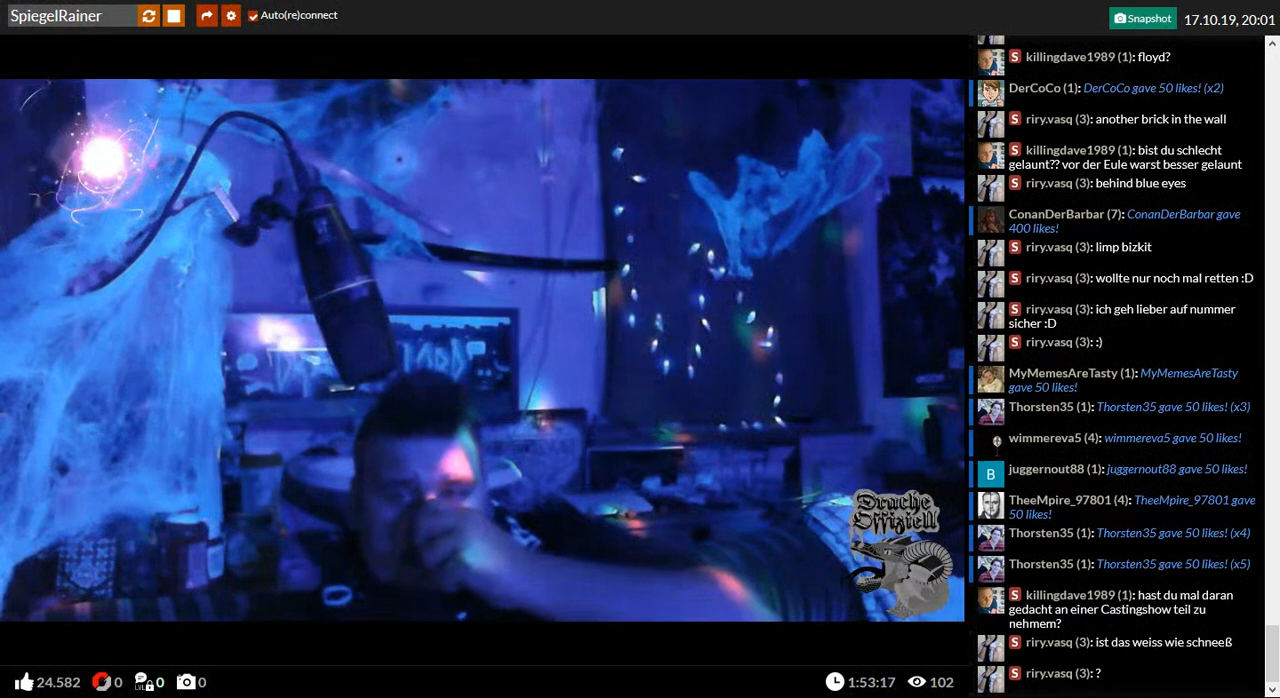 SpiegelRainer
Auto(re)connect
Snapshot
17.10.19, 20:01
S killingdave1989 (1): floyd?
DerCoCo (1): DerCoCo gave 50 likes! (x2)
S riry.vasq (3): another brick in the wall
S killingdave1989 (1): bist du schlecht
gelaunt?? vor der Eule warst besser gelaunt
S riry.vasq (3): behind blue eyes
ConanDerBarbar (7): ConanDerBarbar gave
400 likes!
S riry.vasq (3): limp bizkit
S riry.vasq (3): wollte nur noch mal retten :D
S riry.vasq (3): ich geh lieber auf nummer
sicher :D
S riry.vasq (3): :)
MyMemesAreTasty (1): MyMemesAreTasty
gave 50 likes!
Thorsten35 (1): Thorsten35 gave 50 likes! (x3)
wimmereva5 (4): wimmereva5 gave 50 likes!
B
juggernout88 (1): juggernout88 gave 50 likes!
TheeMpire_97801 (4): TheeMpire_97801 gave
50 likes!
Thorsten35 (1): Thorsten35 gave 50 likes! (x4)
Thorsten35 (1): Thorsten35 gave 50 likes! (x5)
S killingdave1989 (1): hast du mal daran
gedacht an einer Castingshow teil zu
nehmem?
S riry.vasq (3): ist das weiss wie schneeß
S riry.vasq (3): ?
Drache
Offiziell
24.582
0
LVL
0
0
1:53:17
102